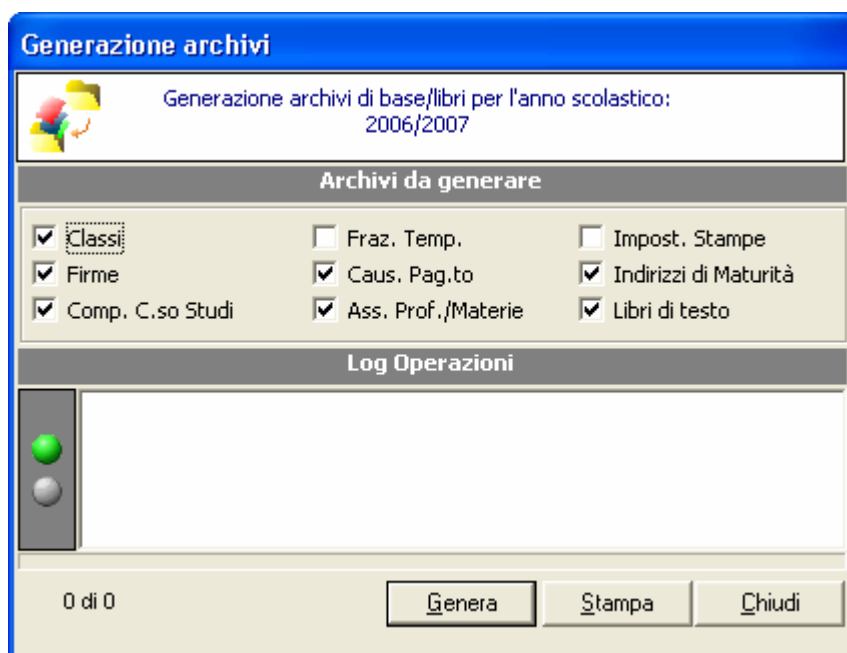 Generazione archivi
Generazione archivi di base/libri per l'anno scolastico:
2006/2007
Archivi da generare
Classi Fraz. Temp. Impost. Stampe
Firme Caus. Pag.to Indirizzi di Maturità
Comp. C.so Studi Ass. Prof./Materie Libri di testo
Log Operazioni
0 di 0 Genera Stampa Chiudi